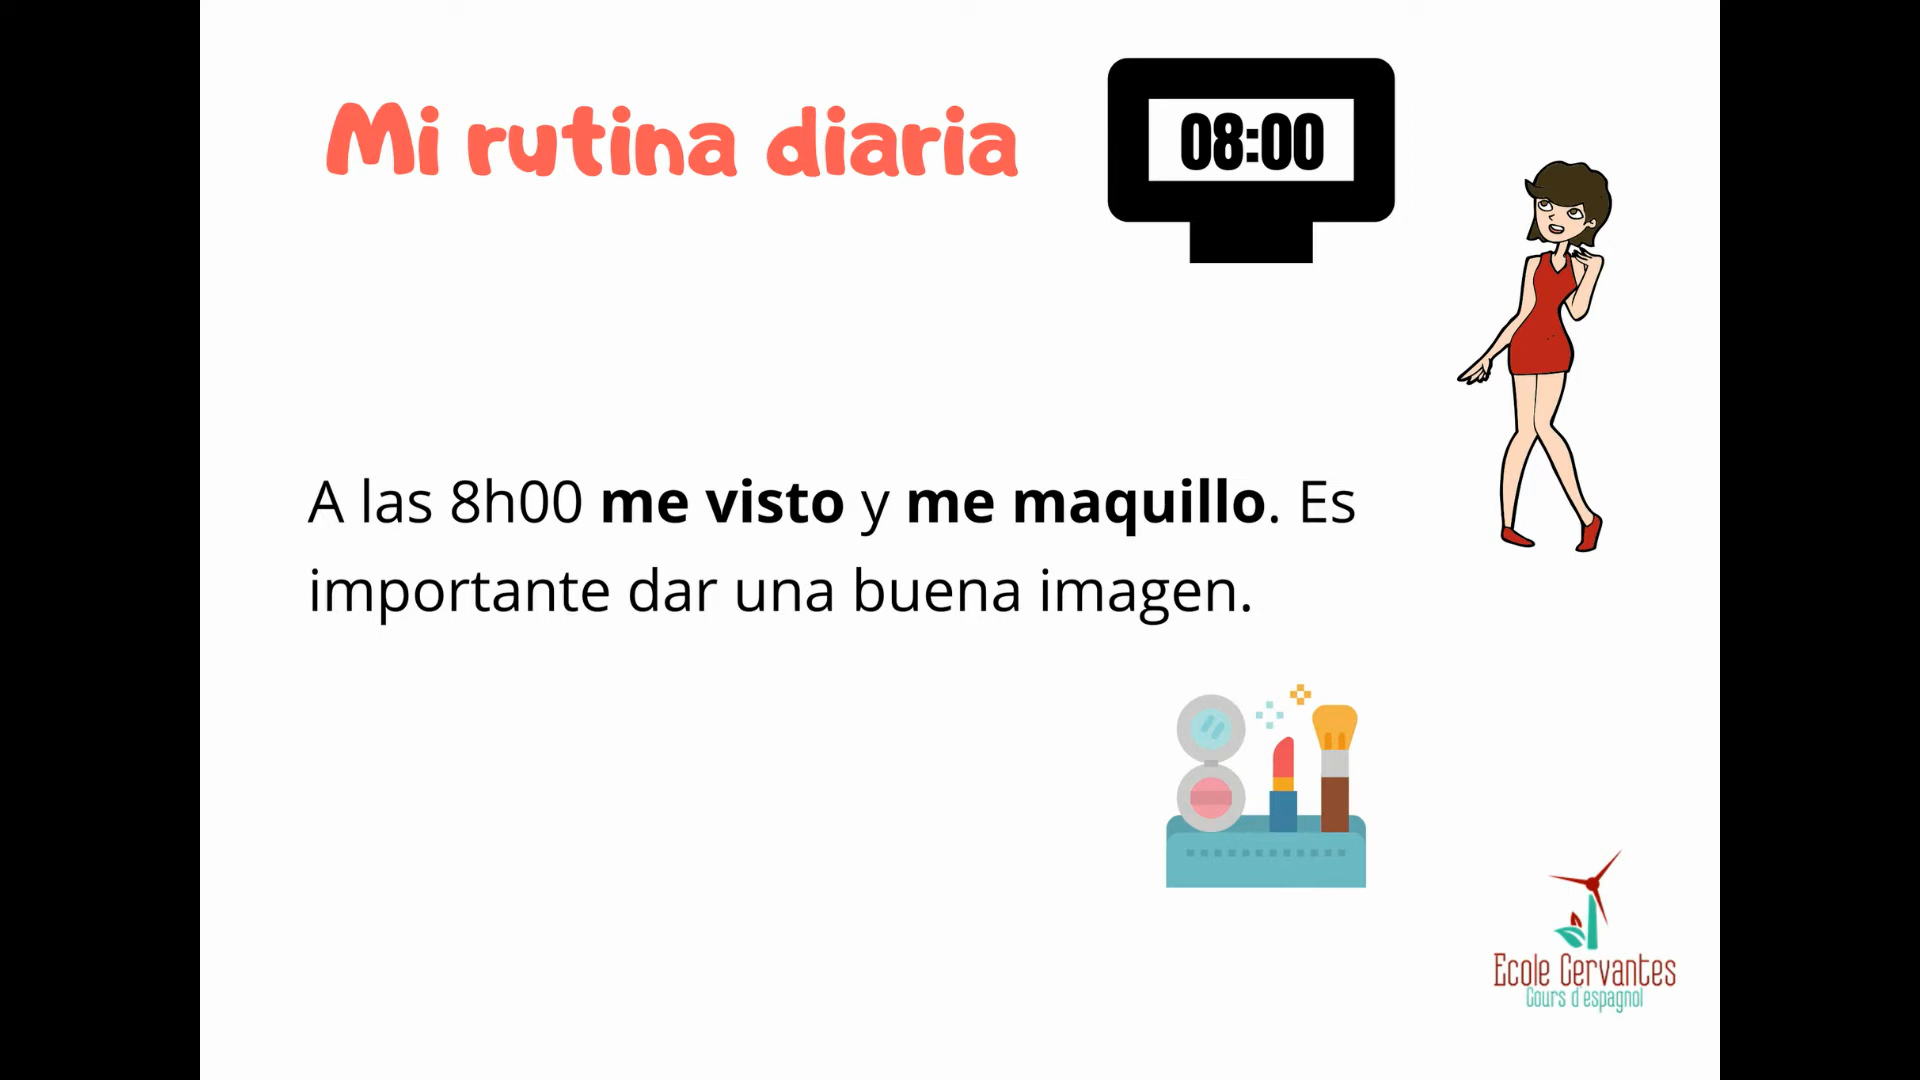 Mi rutina diaria
08:00
A las 8h00 me visto y me maquillo. Es
importante dar una buena imagen.
Ecole Cervantes
Cours d'espagnol